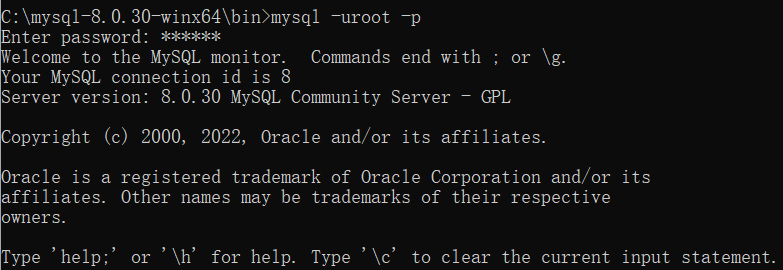 C:\mysql-8.0.30-winx64\bin>mysql -uroot -p
Enter password: ******
Welcome to the MySQL monitor.  Commands end with ; or \g.
Your MySQL connection id is 8
Server version: 8.0.30 MySQL Community Server - GPL
Copyright (c) 2000, 2022, Oracle and/or its affiliates.
Oracle is a registered trademark of Oracle Corporation and/or its
affiliates. Other names may be trademarks of their respective
owners.
Type 'help;' or '\h' for help. Type '\c' to clear the current input statement.